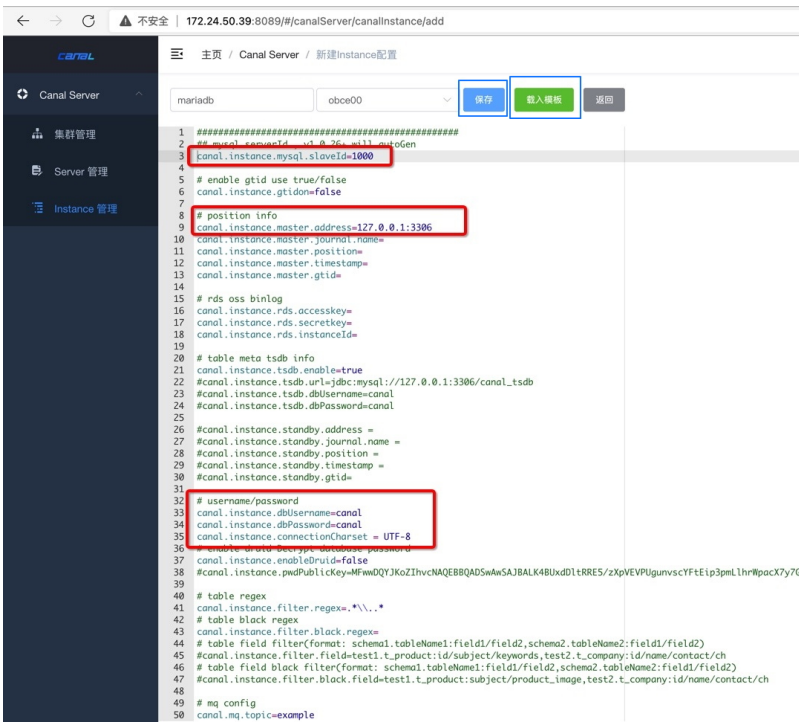 不安全 | 172.24.50.39:8089/#/canalServer/canalInstance/add
canal
主页 / Canal Server / 新建Instance配置
Canal Server
集群管理
Server 管理
Instance 管理
mariadb
obce00
保存
载入模板
返回
1 #################################################
2 ## mysql serverId , v1.0.26+ will autoGen
3 canal.instance.mysql.slaveId=1000
4
5 # enable gtid use true/false
6 canal.instance.gtidon=false
7
8 # position info
9 canal.instance.master.address=127.0.0.1:3306
10 canal.instance.master.journal.name=
11 canal.instance.master.position=
12 canal.instance.master.timestamp=
13 canal.instance.master.gtid=
14
15 # rds oss binlog
16 canal.instance.rds.accesskey=
17 canal.instance.rds.secretkey=
18 canal.instance.rds.instanceId=
19
20 # table meta tsdb info
21 canal.instance.tsdb.enable=true
22 #canal.instance.tsdb.url=jdbc:mysql://127.0.0.1:3306/canal_tsdb
23 #canal.instance.tsdb.dbUsername=canal
24 #canal.instance.tsdb.dbPassword=canal
25
26 #canal.instance.standby.address =
27 #canal.instance.standby.journal.name =
28 #canal.instance.standby.position =
29 #canal.instance.standby.timestamp =
30 #canal.instance.standby.gtid=
31
32 # username/password
33 canal.instance.dbUsername=canal
34 canal.instance.dbPassword=canal
35 canal.instance.connectionCharset = UTF-8
36 # enable druid Decrypt database password
37 canal.instance.enableDruid=false
38 #canal.instance.pwdPublicKey=MFwwDQYJKoZIhvcNAQEBBQADSwAwSAJBALK4BUxdDltRRE5/zXpVEVPUgunvscYFtEip3pmLlhrWpacX7y7G
39
40 # table regex
41 canal.instance.filter.regex=.*\\..*
42 # table black regex
43 canal.instance.filter.black.regex=
44 # table field filter(format: schema1.tableName1:field1/field2,schema2.tableName2:field1/field2)
45 #canal.instance.filter.field=test1.t_product:id/subject/keywords,test2.t_company:id/name/contact/ch
46 # table field black filter(format: schema1.tableName1:field1/field2,schema2.tableName2:field1/field2)
47 #canal.instance.filter.black.field=test1.t_product:subject/product_image,test2.t_company:id/name/contact/ch
48
49 # mq config
50 canal.mq.topic=example